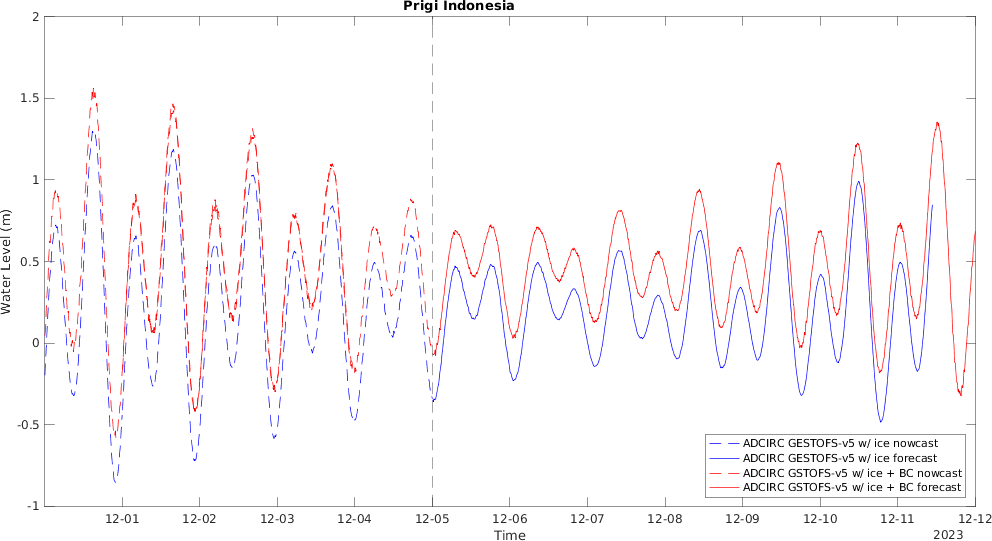 Prigi Indonesia
2
1.5
1
0.5
0
-0.5
-1
Water Level (m)
12-01 12-02 12-03 12-04 12-05 12-06 12-07 12-08 12-09 12-10 12-11 12-12
Time
2023
ADCIRC GESTOFS-v5 w/ ice nowcast
ADCIRC GESTOFS-v5 w/ ice forecast
ADCIRC GSTOFS-v5 w/ ice + BC nowcast
ADCIRC GSTOFS-v5 w/ ice + BC forecast